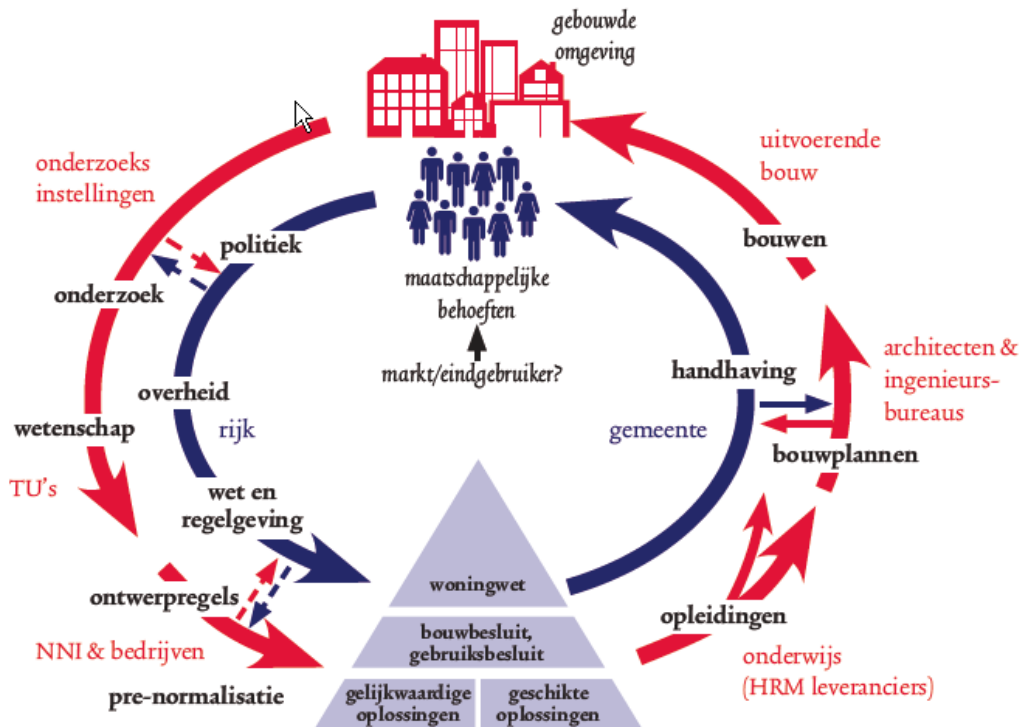 gebouwde
omgeving
onderzoeks
instellingen
uitvoerende
bouw
politiek
bouwen
onderzoek
maatschappelijke
behoeften
markt/eindgebruiker?
handhaving
architecten &
ingenieurs-
bureaus
overheid
wetenschap
rijk
gemeente
bouwplannen
TU's
wet en
regelgeving
woningwet
ontwerpregels
opleidingen
bouwbesluit,
gebruiksbesluit
NNI & bedrijven
onderwijs
(HRM leveranciers)
pre-normalisatie
gelijkwaardige
oplossingen
geschikte
oplossingen